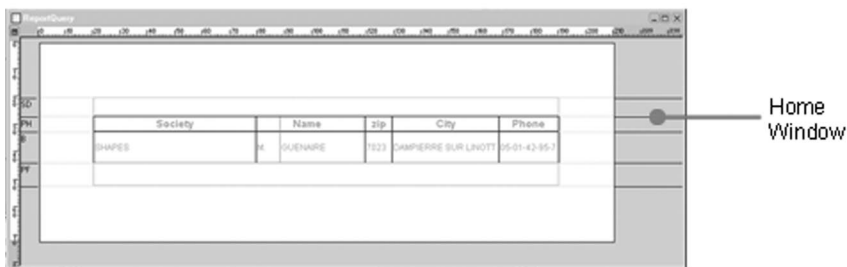 ReportQuery
SD
PH
B
PF
Society Name zip City Phone
SHAPES M. GUENAIRE 7023 DAMPIERRE SUR LINOTT 05-01-42-95-7
Home
Window